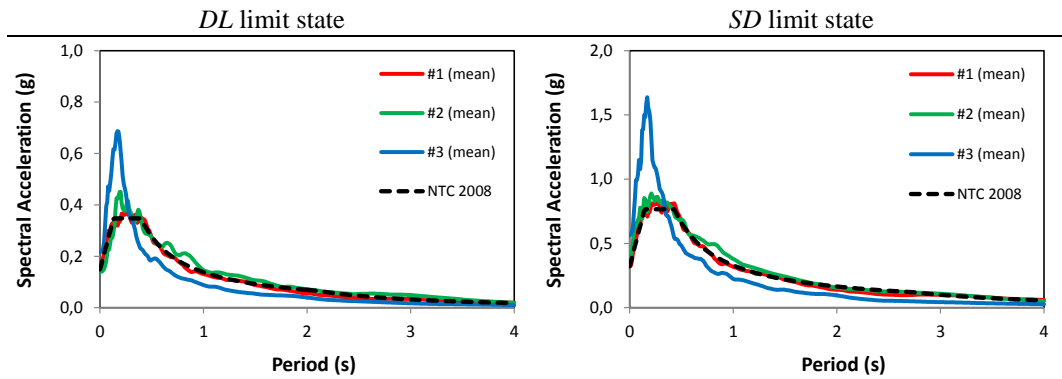 DL limit state
SD limit state
Spectral Acceleration (g)
1,0
0,8
0,6
0,4
0,2
0,0
0
1
2
3
4
Period (s)
#1 (mean)
#2 (mean)
#3 (mean)
NTC 2008
Spectral Acceleration (g)
2,0
1,5
1,0
0,5
0,0
0
1
2
3
4
Period (s)
#1 (mean)
#2 (mean)
#3 (mean)
NTC 2008